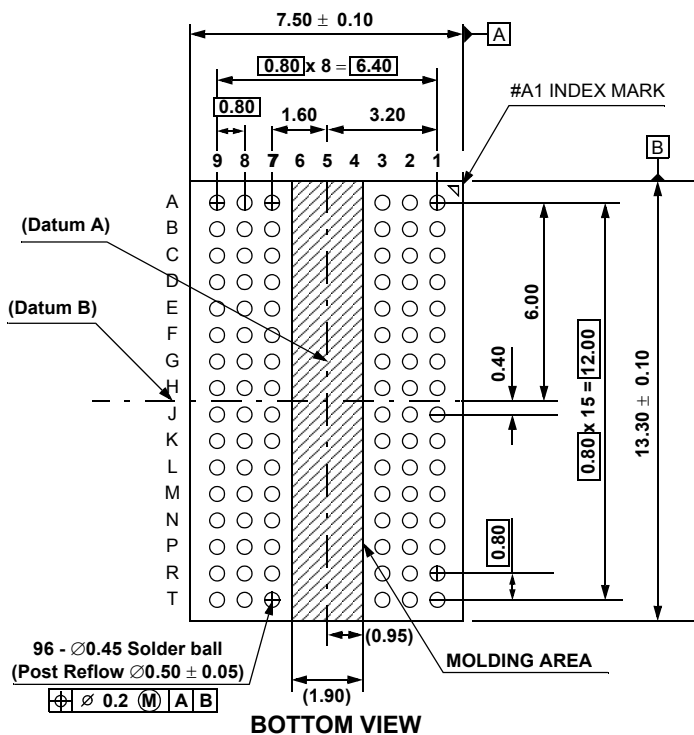 7.50 ± 0.10
A
0.80 x 8 = 6.40
#A1 INDEX MARK
0.80
1.60
3.20
B
9 8 7 6 5 4 3 2 1
A
B
C
D
E
F
G
H
J
K
L
M
N
P
R
T
(Datum A)
(Datum B)
6.00
0.40
0.80 x 15 = 12.00
13.30 ± 0.10
0.80
(0.95)
MOLDING AREA
(1.90)
96 - ∅0.45 Solder ball
(Post Reflow ∅0.50 ± 0.05)
⌖ ∅ 0.2 Ⓜ A B
BOTTOM VIEW